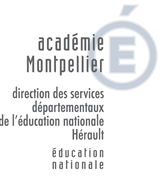 académie
Montpellier
direction des services
départementaux
de l'éducation nationale
Hérault
éducation
nationale